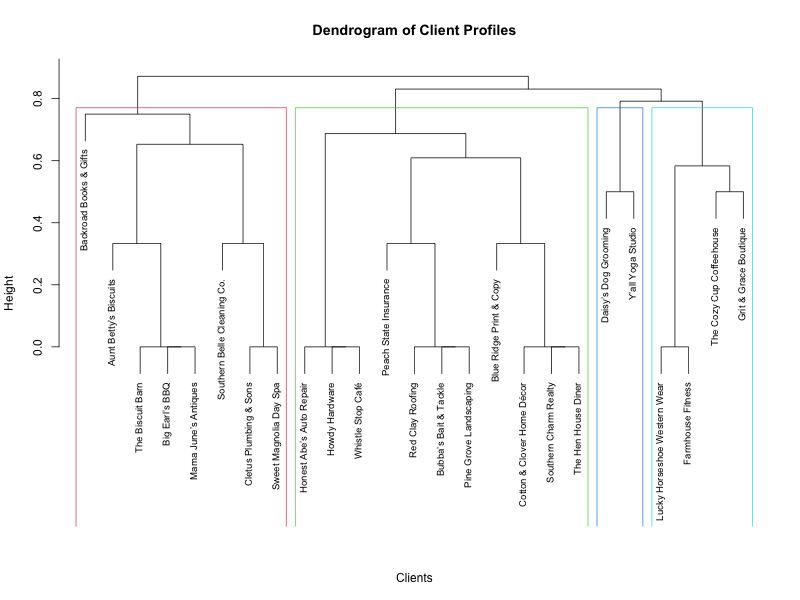 Dendrogram of Client Profiles
Height
0.8
0.6
0.4
0.2
0.0
Backroad Books & Gifts
Aunt Betty's Biscuits
The Biscuit Barn
Big Earl's BBQ
Mama June's Antiques
Southern Belle Cleaning Co.
Cletus Plumbing & Sons
Sweet Magnolia Day Spa
Honest Abe's Auto Repair
Howdy Hardware
Whistle Stop Café
Peach State Insurance
Red Clay Roofing
Bubba's Bait & Tackle
Pine Grove Landscaping
Blue Ridge Print & Copy
Cotton & Clover Home Décor
Southern Charm Realty
The Hen House Diner
Daisy's Dog Grooming
Y'all Yoga Studio
Lucky Horseshoe Western Wear
Farmhouse Fitness
The Cozy Cup Coffeehouse
Grit & Grace Boutique
Clients